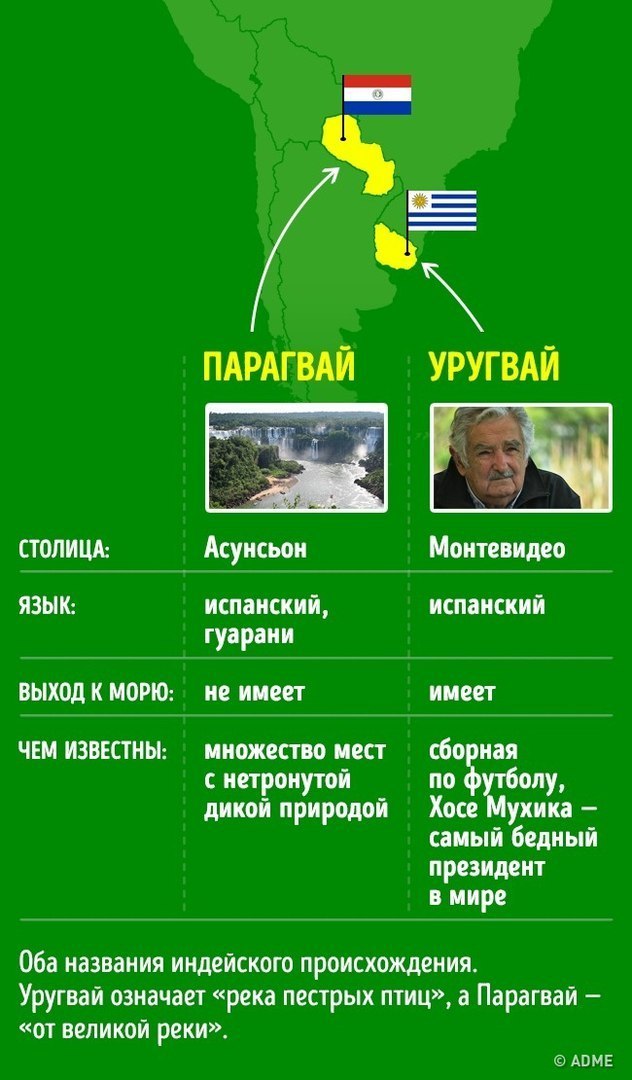 ПАРАГВАЙ УРУГВАЙ
СТОЛИЦА: Асунсьон Монтевидео
ЯЗЫК: испанский, испанский
гуарани
ВЫХОД К МОРЮ: не имеет имеет
ЧЕМ ИЗВЕСТНЫ: множество мест сборная
с нетронутой по футболу,
дикой природой Хосе Мухика –
самый бедный
президент
в мире
Оба названия индейского происхождения.
Уругвай означает «река пестрых птиц», а Парагвай –
«от великой реки».
© ADME